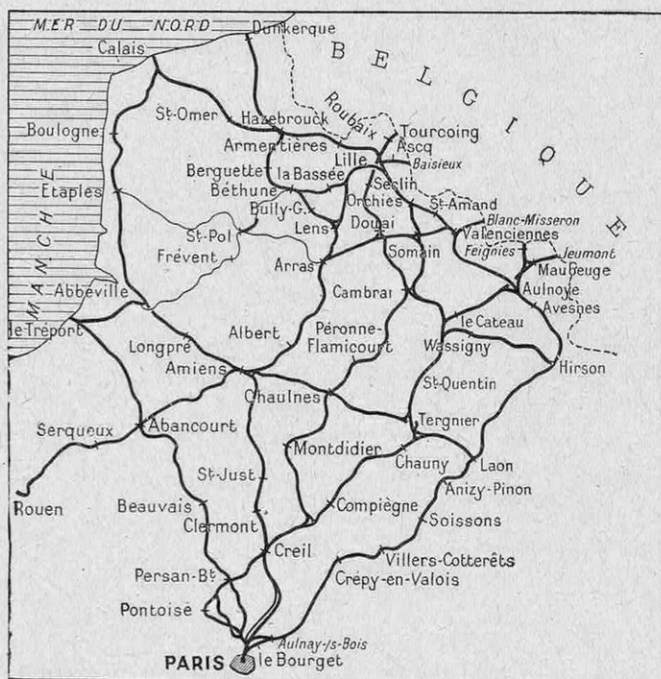 MER DU NORD
Dunkerque
Calais
BELGIQUE
St-Omer
Hazebrouck
Roubaix
Tourcoing
Boulogne
Armentières
Ascq
Lille
Baisieux
Berguette
la Bassée
Seclin
MANCHE
Etaples
Béthune
Orchies
St-Amand
Bully-G..
Blanc-Misseron
Lens
Douai
Valenciennes
St-Pol
Somain
Feignies
Jeumont
Frévent
Arras
Maubeuge
Aulnoye
Abbeville
Cambrai
Avesnes
le Tréport
Albert
Péronne-
Flamicourt
le Cateau
Longpré
Wassigny
Amiens
Hirson
Chaulnes
St-Quentin
Abancourt
Tergnier
Serqueux
Montdidier
Chauny
Laon
St-Just
Anizy-Pinon
Rouen
Beauvais
Compiègne
Clermont
Soissons
Creil
Villers-Cotterêts
Persan-Bt
Crépy-en-Valois
Pontoise
Aulnay-/s-Bois
PARIS
le Bourget